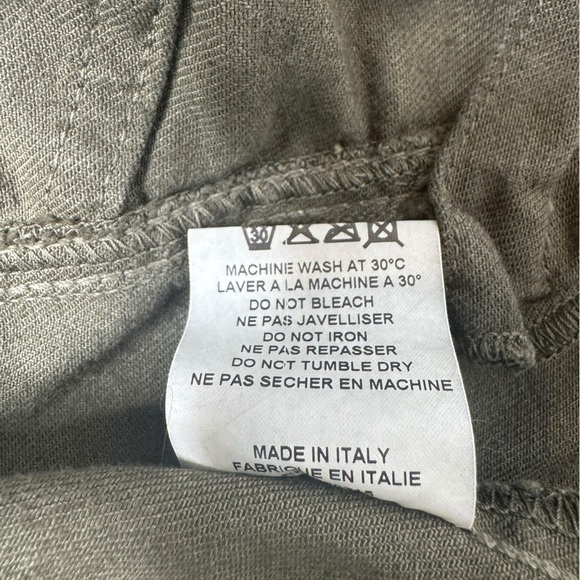 30
MACHINE WASH AT 30°C
LAVER A LA MACHINE A 30°
DO NOT BLEACH
NE PAS JAVELLISER
DO NOT IRON
NE PAS REPASSER
DO NOT TUMBLE DRY
NE PAS SECHER EN MACHINE
MADE IN ITALY
FABRIQUE EN ITALIE